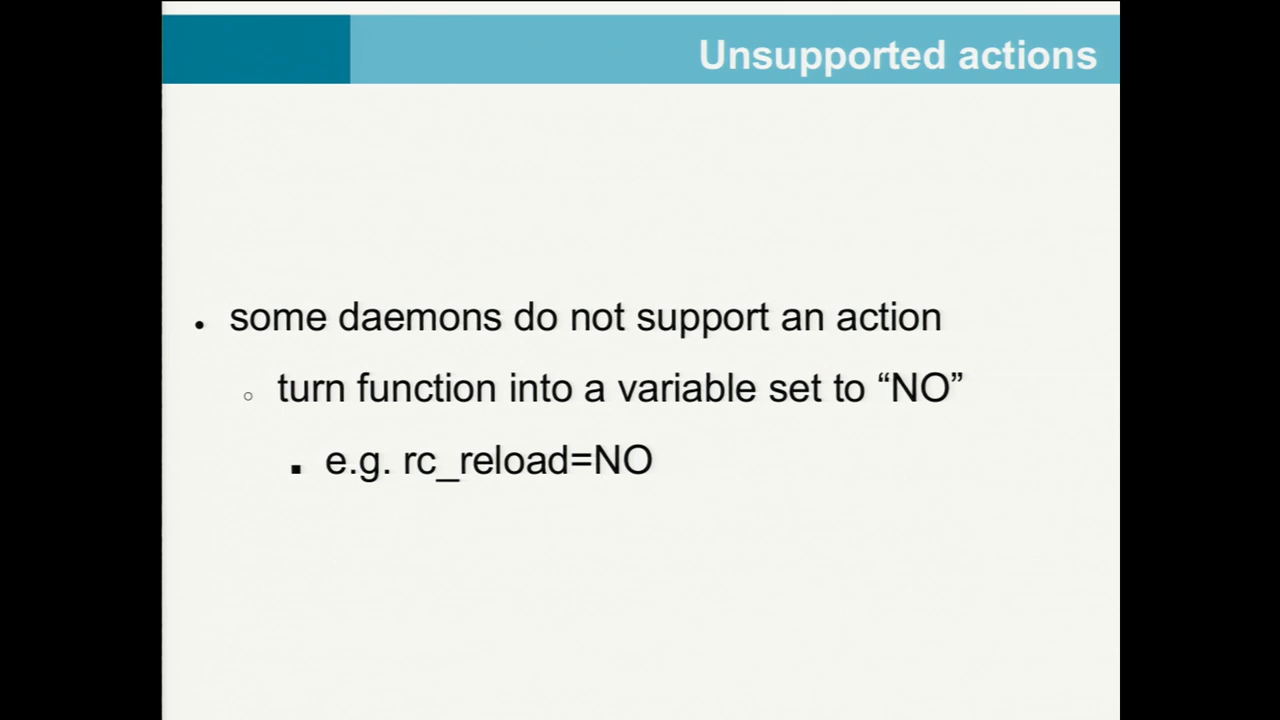 Unsupported actions
• some daemons do not support an action
○ turn function into a variable set to “NO”
■ e.g. rc_reload=NO